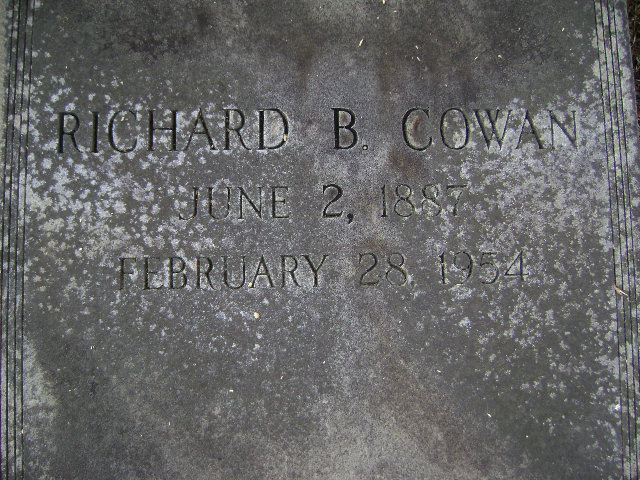 RICHARD B. COWAN
JUNE 2, 1887
FEBRUARY 28, 1954